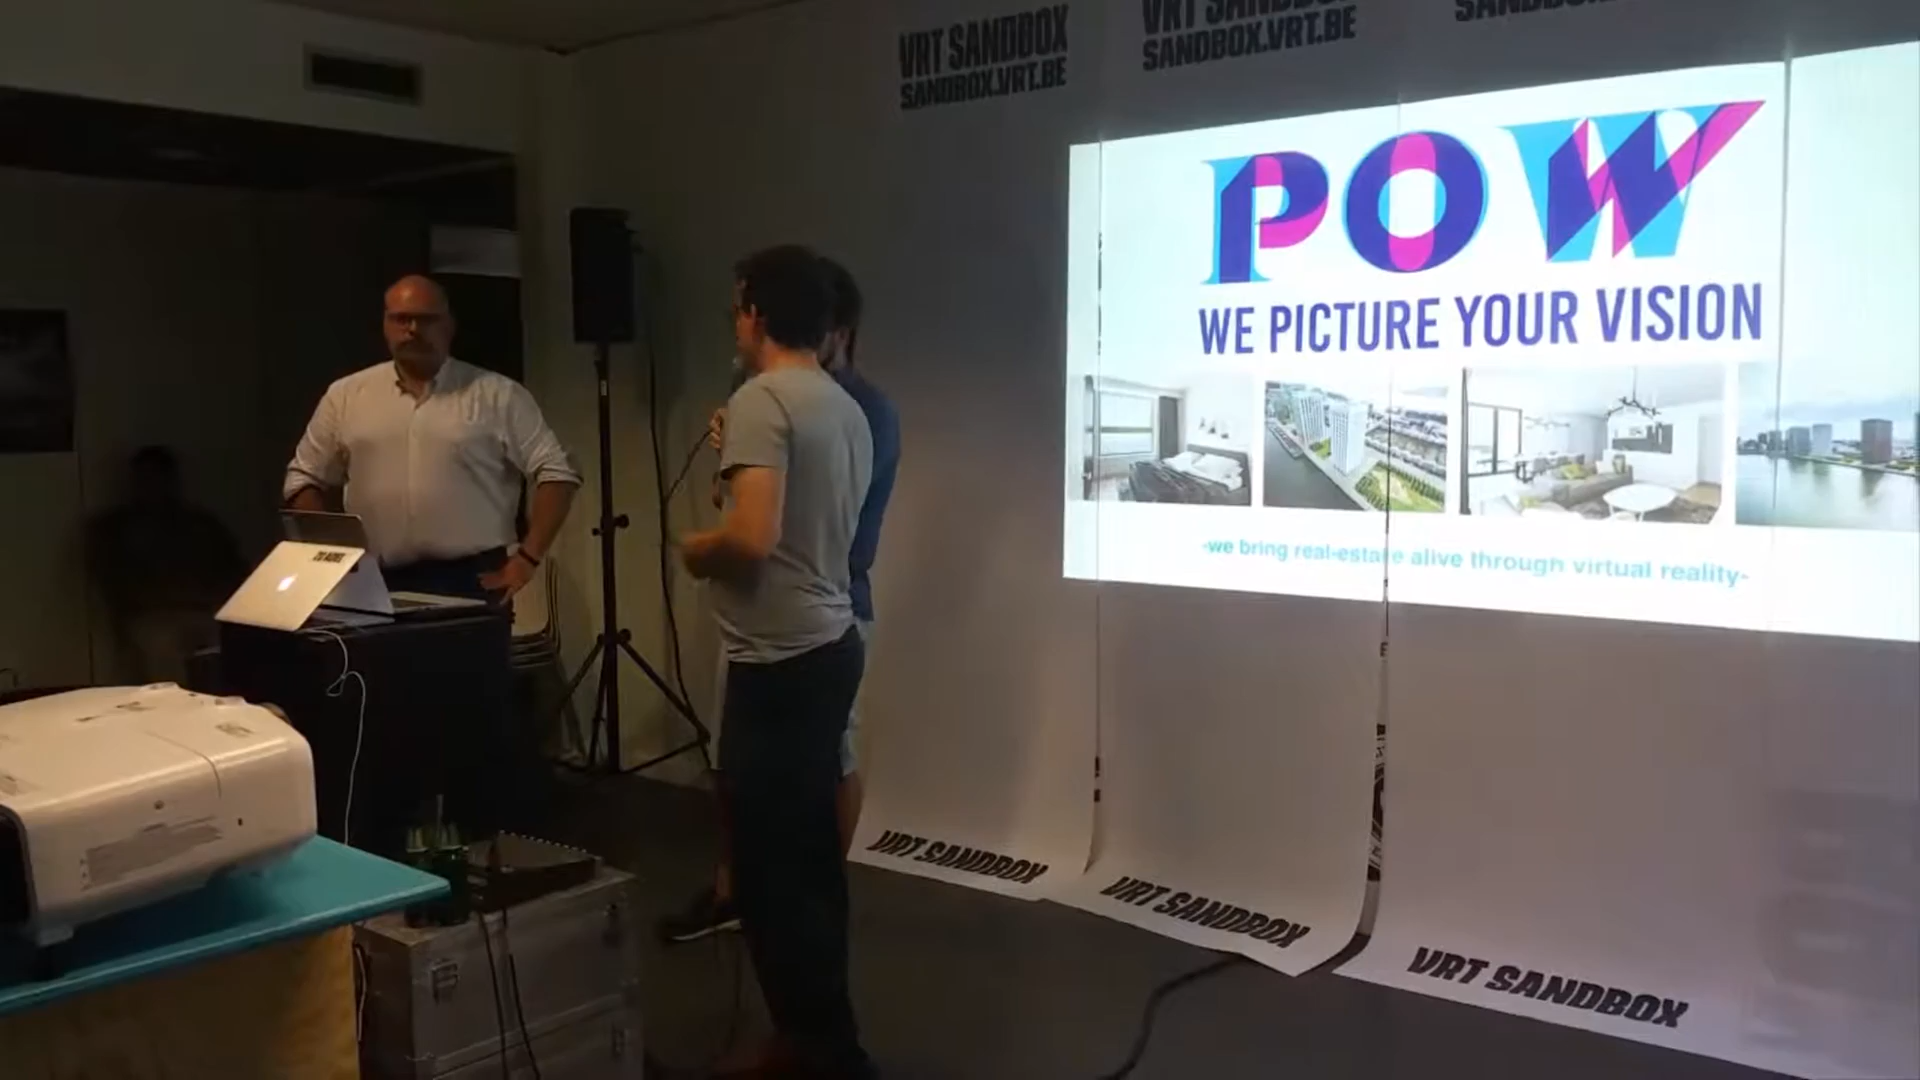 VRT SANDBOX
SANDBOX.VRT.BE
VRT SANDBOX
SANDBOX.VRT.BE
POW
WE PICTURE YOUR VISION
-we bring real-estate alive through virtual reality-
VRT SANDBOX
VRT SANDBOX
VRT SANDBOX